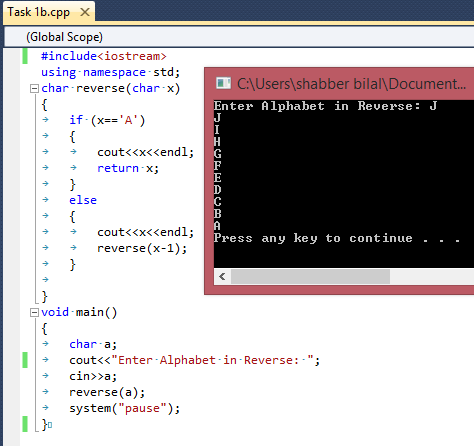 Task 1b.cpp
(Global Scope)
#include<iostream>
using namespace std;
char reverse(char x)
{
if (x=='A')
{
cout<<x<<endl;
return x;
}
else
{
cout<<x<<endl;
reverse(x-1);
}
}
void main()
{
char a;
cout<<"Enter Alphabet in Reverse: ";
cin>>a;
reverse(a);
system("pause");
}
C:\Users\shabber bilal\Document...
Enter Alphabet in Reverse: J
J
I
H
G
F
E
D
C
B
A
Press any key to continue . . .